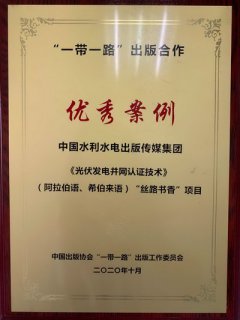 “一带一路”出版合作
优秀案例
中国水利水电出版传媒集团
《光伏发电并网认证技术》
（阿拉伯语、希伯来语）“丝路书香”项目
中国出版协会“一带一路”出版工作委员会
二〇二〇年十月